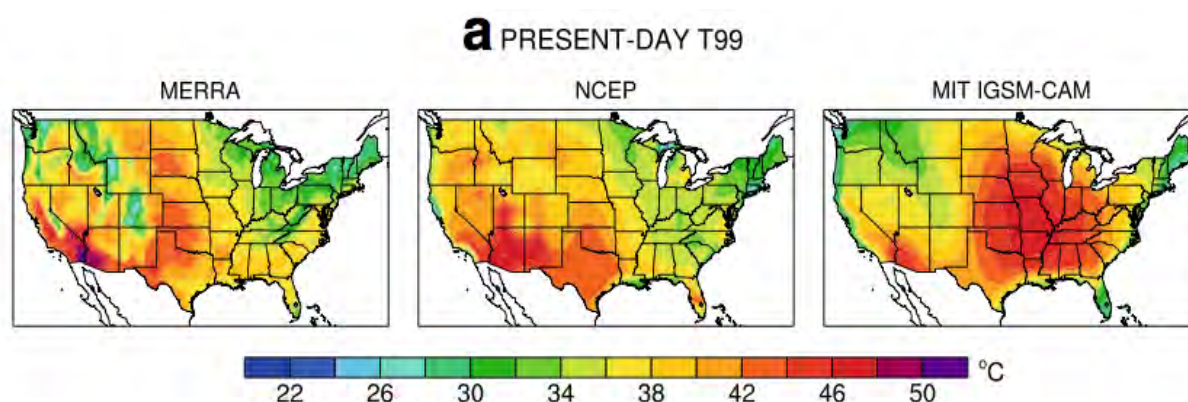 a PRESENT-DAY T99
MERRA
NCEP
MIT IGSM-CAM
22 26 30 34 38 42 46 50 °C